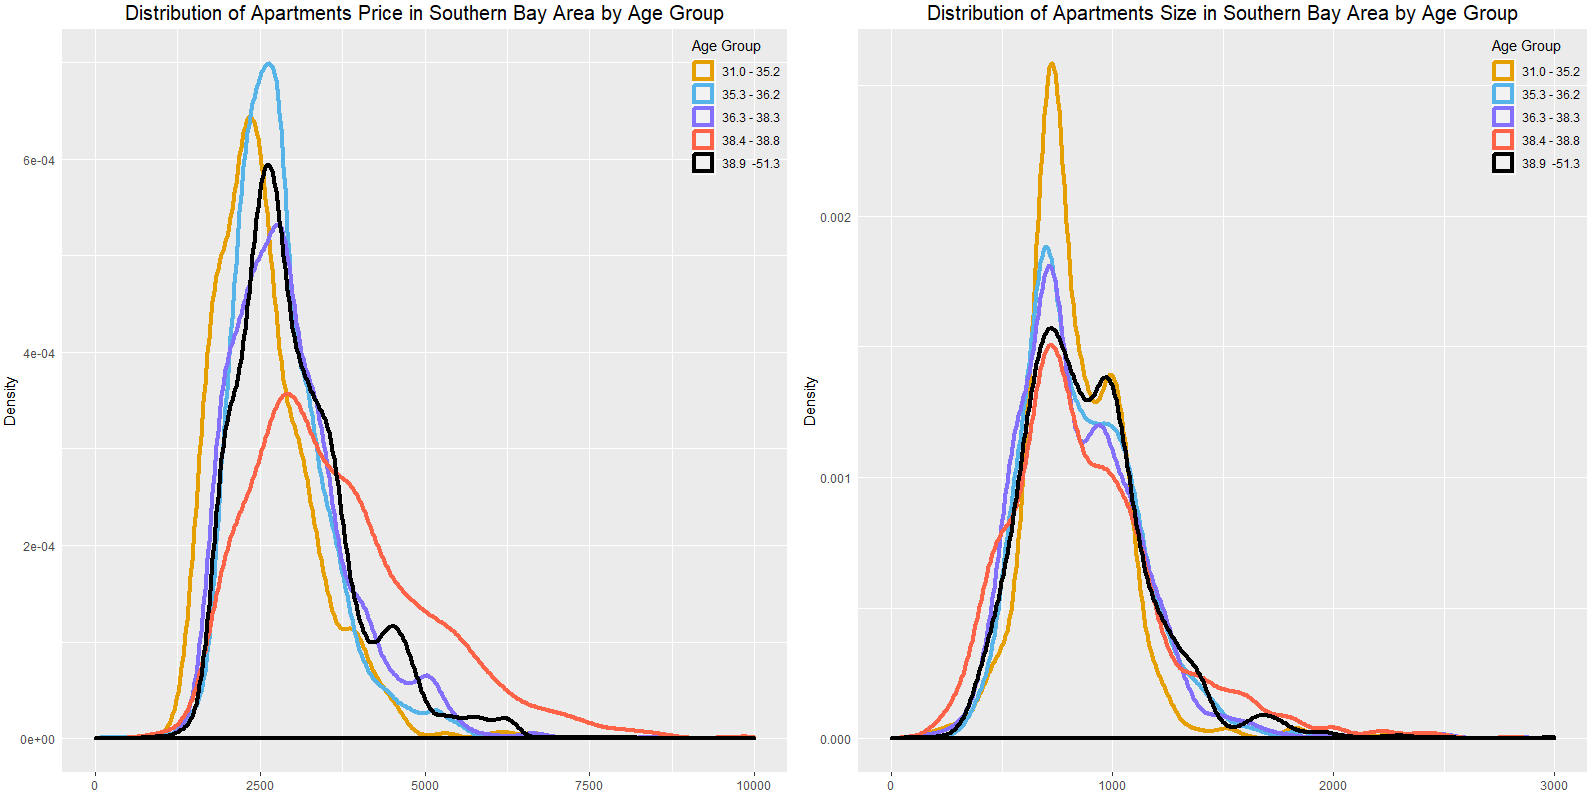 Distribution of Apartments Price in Southern Bay Area by Age Group
Age Group
31.0 - 35.2
35.3 - 36.2
36.3 - 38.3
38.4 - 38.8
38.9 -51.3
6e-04
4e-04
2e-04
0e+00
Density
0
2500
5000
7500
10000
Distribution of Apartments Size in Southern Bay Area by Age Group
Age Group
31.0 - 35.2
35.3 - 36.2
36.3 - 38.3
38.4 - 38.8
38.9 -51.3
0.002
0.001
0.000
Density
0
1000
2000
3000